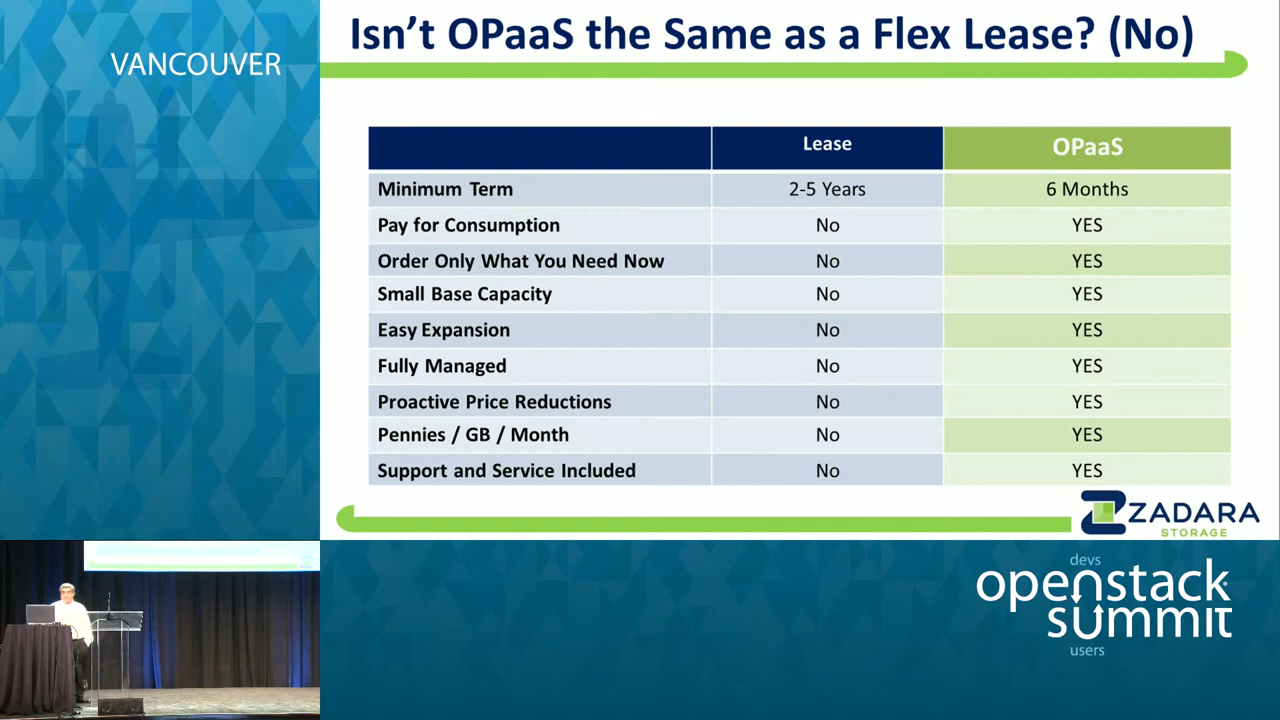 VANCOUVER
Isn't OPaaS the Same as a Flex Lease? (No)
Lease OPaaS
Minimum Term 2-5 Years 6 Months
Pay for Consumption No YES
Order Only What You Need Now No YES
Small Base Capacity No YES
Easy Expansion No YES
Fully Managed No YES
Proactive Price Reductions No YES
Pennies / GB / Month No YES
Support and Service Included No YES
ZADARA
STORAGE
devs
openstack
summit
users